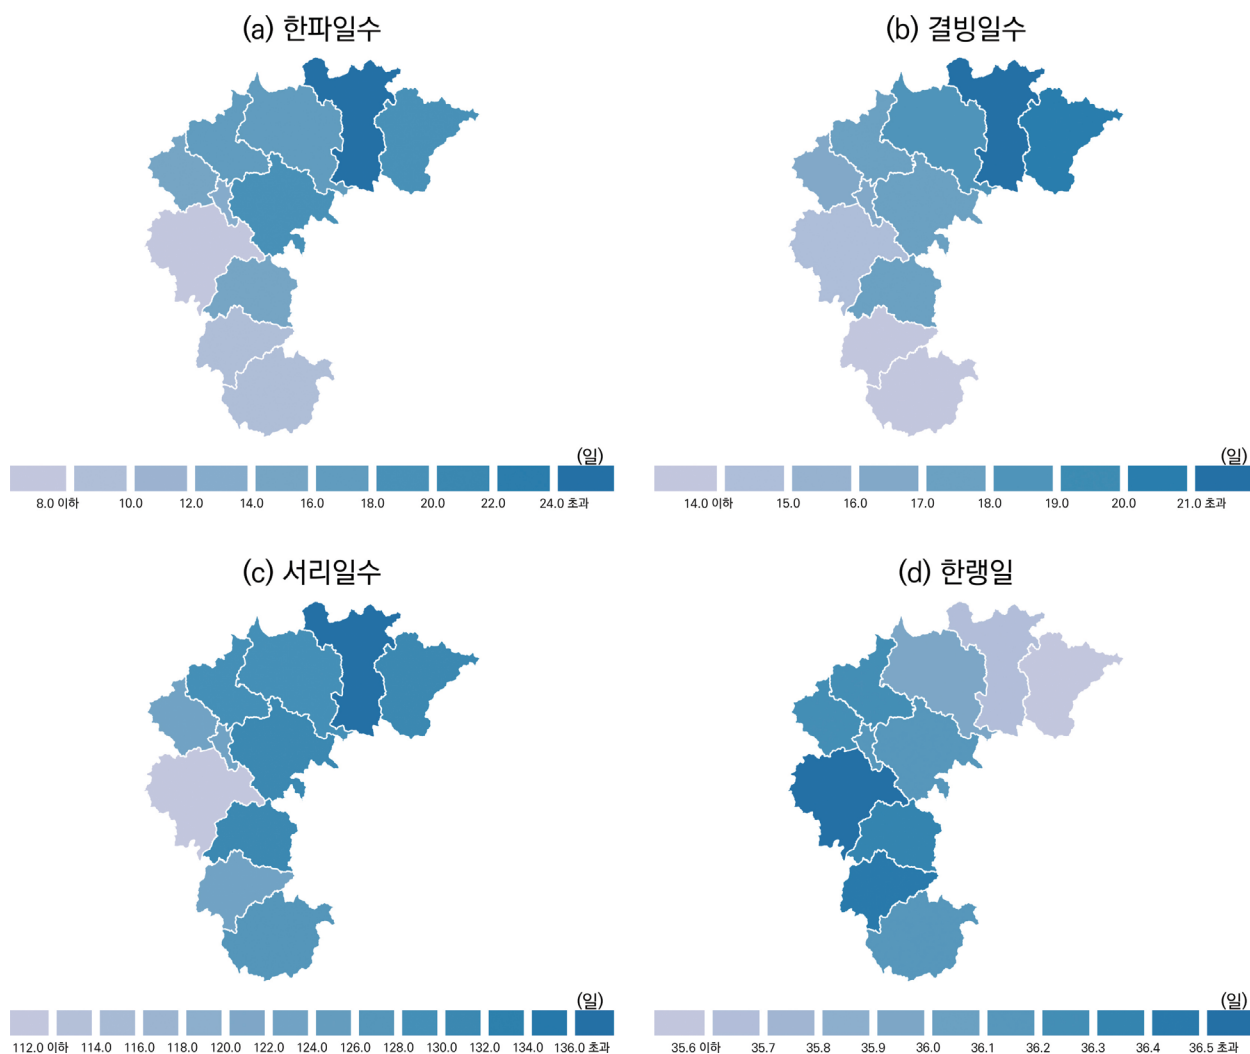 (a) 한파일수
(b) 결빙일수
(일)
8.0 이하 10.0 12.0 14.0 16.0 18.0 20.0 22.0 24.0 초과
(일)
14.0 이하 15.0 16.0 17.0 18.0 19.0 20.0 21.0 초과
(c) 서리일수
(d) 한랭일
(일)
112.0 이하 114.0 116.0 118.0 120.0 122.0 124.0 126.0 128.0 130.0 132.0 134.0 136.0 초과
(일)
35.6 이하 35.7 35.8 35.9 36.0 36.1 36.2 36.3 36.4 36.5 초과